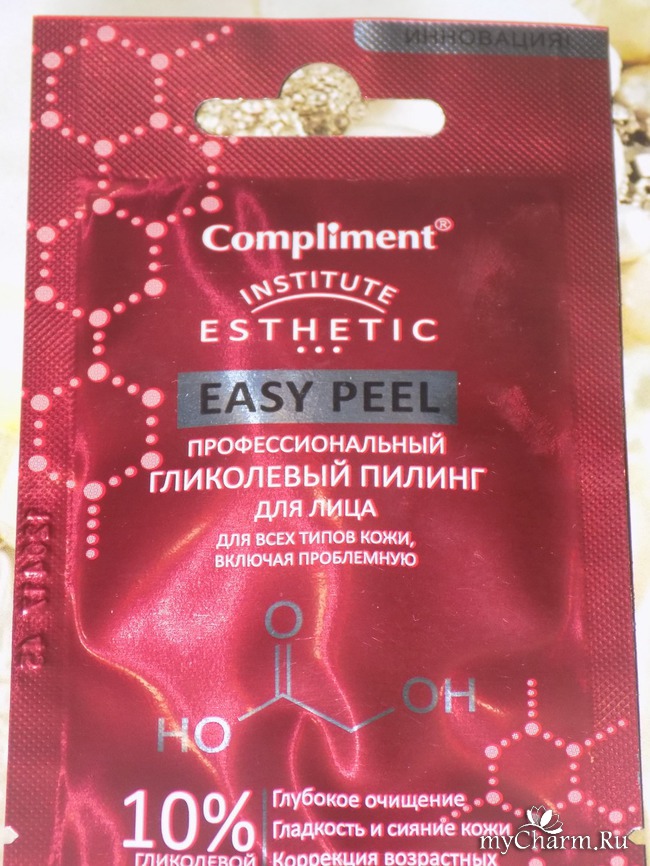 ИННОВАЦИЯ!
Compliment®
INSTITUTE
ESTHETIC
EASY PEEL
ПРОФЕССИОНАЛЬНЫЙ
ГЛИКОЛЕВЫЙ ПИЛИНГ
ДЛЯ ЛИЦА
ДЛЯ ВСЕХ ТИПОВ КОЖИ,
ВКЛЮЧАЯ ПРОБЛЕМНУЮ
O
OH
HO
10%
ГЛИКОЛЕВОЙ
Глубокое очищение
Гладкость и сияние кожи
Коррекция возрастных
myCharm.Ru